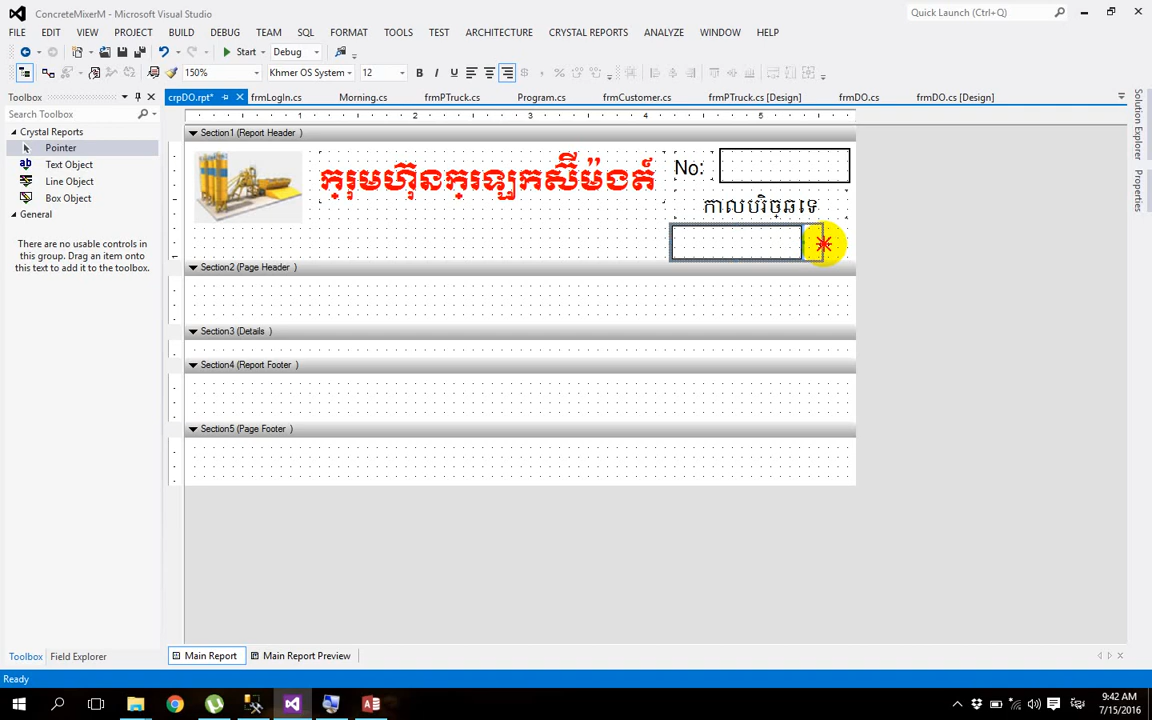 ConcreteMixerM - Microsoft Visual Studio
Quick Launch (Ctrl+Q)
FILE EDIT VIEW PROJECT BUILD DEBUG TEAM SQL FORMAT TOOLS TEST ARCHITECTURE CRYSTAL REPORTS ANALYZE WINDOW HELP
Start Debug
150% Khmer OS System 12 B I U A $ , %
Toolbox
crpDO.rpt* frmLogIn.cs Morning.cs frmPTruck.cs Program.cs frmCustomer.cs frmPTruck.cs [Design] frmDO.cs frmDO.cs [Design]
Search Toolbox
Crystal Reports
Pointer
ab Text Object
Line Object
Box Object
General
There are no usable controls in
this group. Drag an item onto
this text to add it to the toolbox.
1 2 3 4 5
Section1 (Report Header )
ក្រុមហ៊ុនក្រឡុកស៊ីម៉ងត៍
No:
កាលបរិច្ឆទេ
Section2 (Page Header )
Section3 (Details )
Section4 (Report Footer )
Section5 (Page Footer )
Solution Explorer
Properties
Toolbox Field Explorer
Main Report Main Report Preview
Ready
9:42 AM
7/15/2016